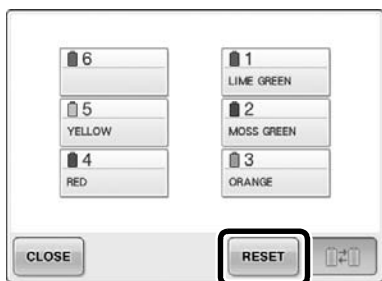 6
1
LIME GREEN
5
YELLOW
2
MOSS GREEN
4
RED
3
ORANGE
CLOSE
RESET